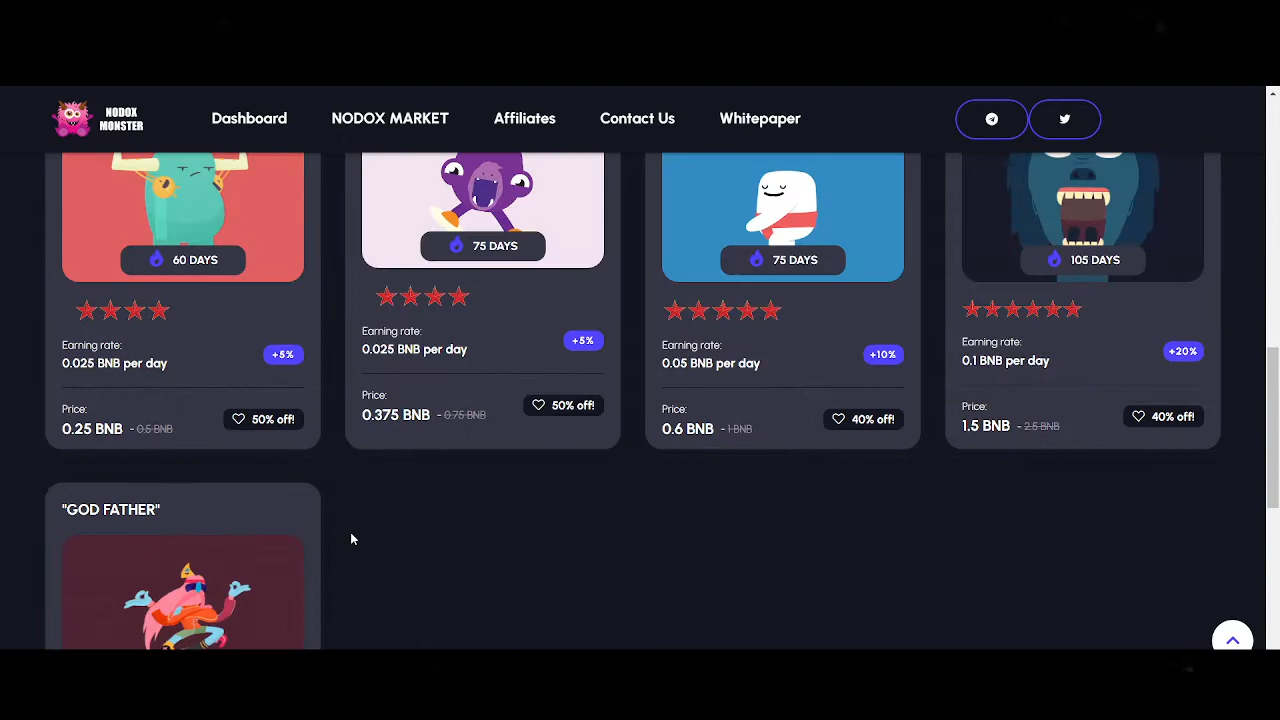 NODOX
MONSTER
Dashboard
NODOX MARKET
Affiliates
Contact Us
Whitepaper
60 DAYS
Earning rate:
0.025 BNB per day
+5%
Price:
0.25 BNB - 0.5 BNB
50% off!
75 DAYS
Earning rate:
0.025 BNB per day
+5%
Price:
0.375 BNB - 0.75 BNB
50% off!
75 DAYS
Earning rate:
0.05 BNB per day
+10%
Price:
0.6 BNB - 1 BNB
40% off!
105 DAYS
Earning rate:
0.1 BNB per day
+20%
Price:
1.5 BNB - 2.5 BNB
40% off!
"GOD FATHER"